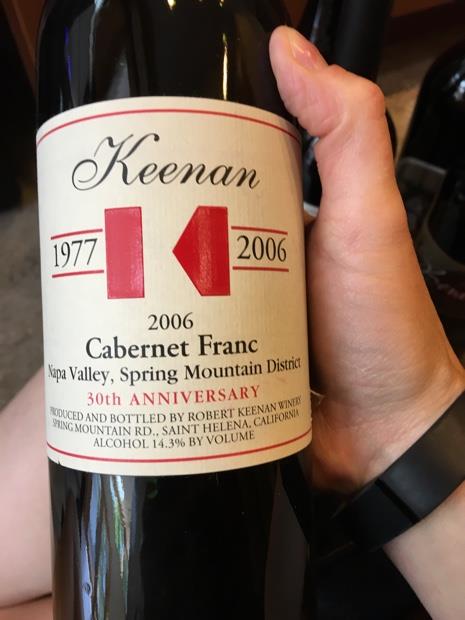 Keenan
1977 2006
2006
Cabernet Franc
Napa Valley, Spring Mountain District
30th ANNIVERSARY
PRODUCED AND BOTTLED BY ROBERT KEENAN WINERY
SPRING MOUNTAIN RD., SAINT HELENA, CALIFORNIA
ALCOHOL 14.3% BY VOLUME